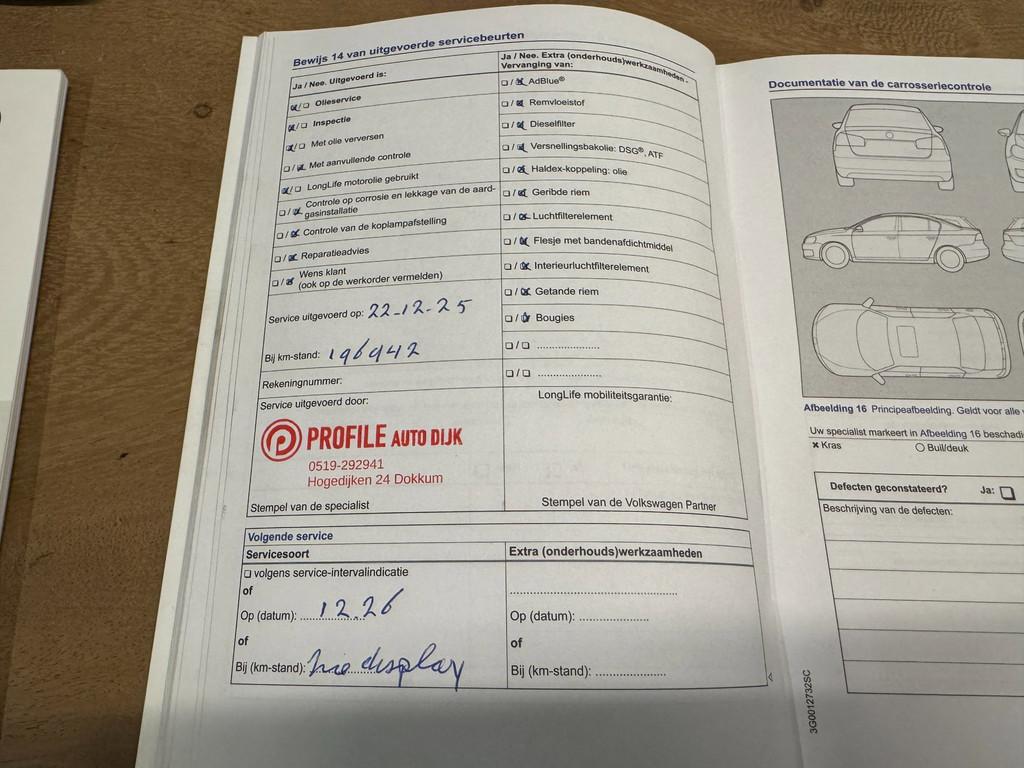 Bewijs 14 van uitgevoerde servicebeurten
Ja / Nee. Uitgevoerd is:
Olieservice
Inspectie
Met olie verversen
Met aanvullende controle
LongLife motorolie gebruikt
Controle op corrosie en lekkage van de aard-
gasinstallatie
Controle van de koplampafstelling
Reparatieadvies
Wens klant
(ook op de werkorder vermelden)
Service uitgevoerd op: 22-12-25
Bij km-stand: 196942
Rekeningnummer:
Service uitgevoerd door:
PROFILE AUTO DIJK
0519-292941
Hogedijken 24 Dokkum
Stempel van de specialist
Ja / Nee. Extra (onderhouds)werkzaamheden -
Vervanging van:
AdBlue®
Remvloeistof
Dieselfilter
Versnellingsbakolie: DSG®, ATF
Haldex-koppeling: olie
Geribde riem
Luchtfilterelement
Flesje met bandenafdichtmiddel
Interieurluchtfilterelement
Getande riem
Bougies
LongLife mobiliteitsgarantie:
Stempel van de Volkswagen Partner
Volgende service
Servicesoort
volgens service-intervalindicatie
of
Op (datum): 12.26
of
Bij (km-stand): display
Extra (onderhouds)werkzaamheden
Op (datum):
of
Bij (km-stand):
Documentatie van de carrosseriecontrole
Afbeelding 16 Principeafbeelding. Geldt voor alle
Uw specialist markeert in Afbeelding 16
Kras
Buil/deuk
Defecten geconstateerd? Ja:
Beschrijving van de defecten:
3G0012732SC